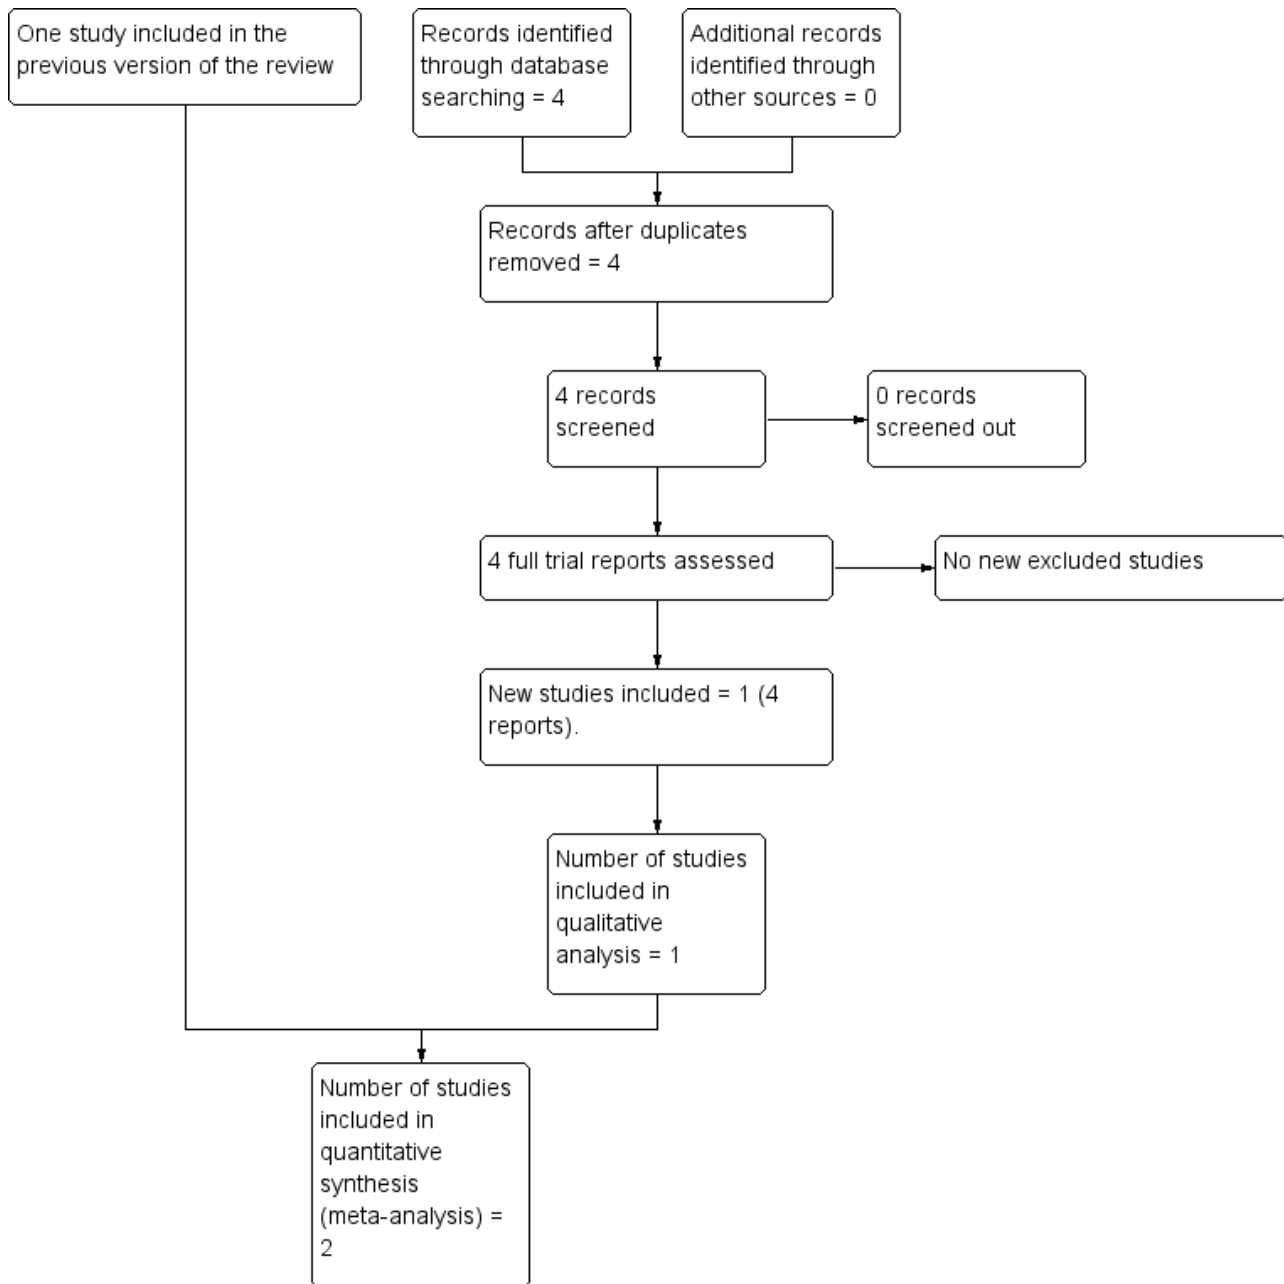 One study included in the
previous version of the review
Records identified
through database
searching = 4
Additional records
identified through
other sources = 0
Records after duplicates
removed = 4
4 records
screened
0 records
screened out
4 full trial reports assessed
No new excluded studies
New studies included = 1 (4
reports).
Number of studies
included in
qualitative
analysis = 1
Number of studies
included in
quantitative
synthesis
(meta-analysis) =
2